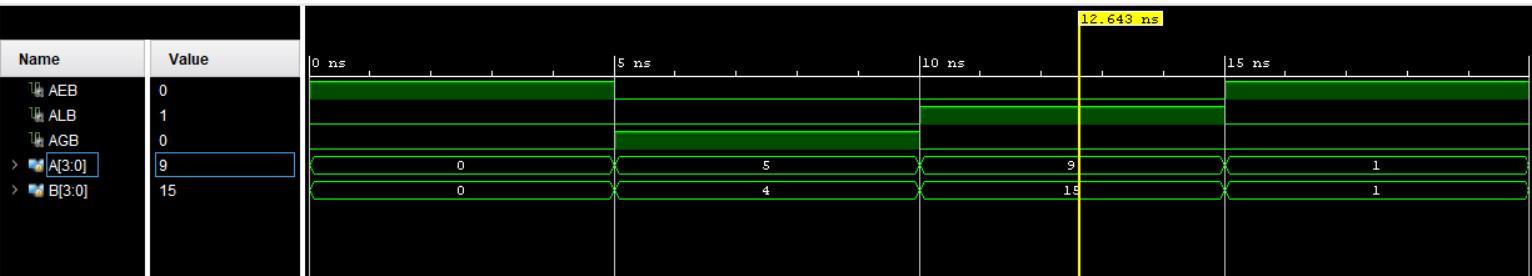 12.643 ns
Name Value 0 ns 5 ns 10 ns 15 ns
AEB 0
ALB 1
AGB 0
A[3:0] 9 0 5 9 1
B[3:0] 15 0 4 15 1